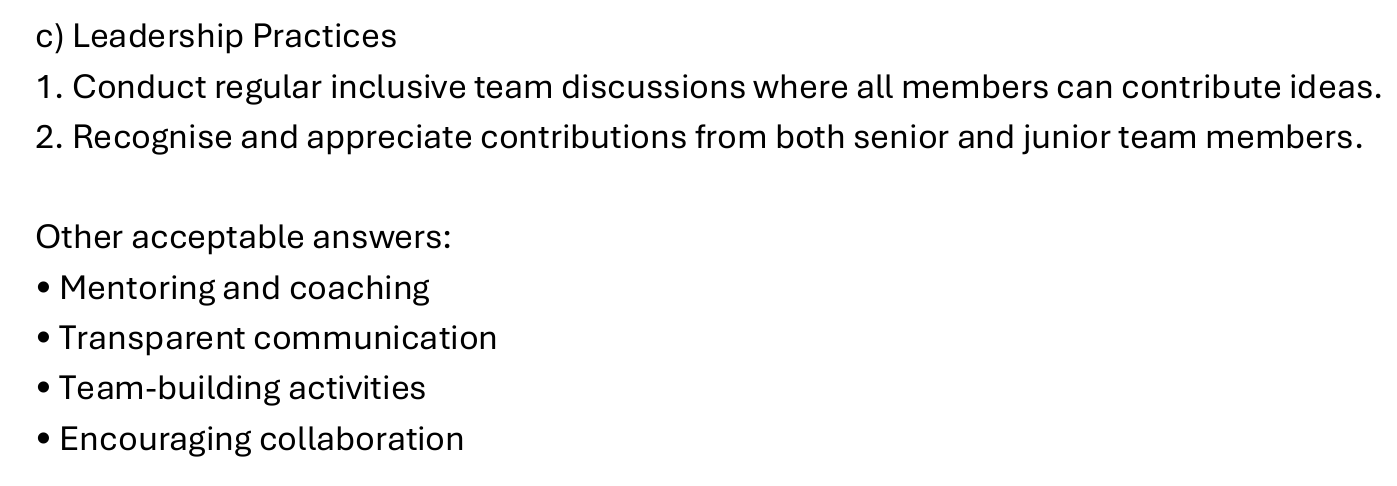 c) Leadership Practices
1. Conduct regular inclusive team discussions where all members can contribute ideas.
2. Recognise and appreciate contributions from both senior and junior team members.
Other acceptable answers:
• Mentoring and coaching
• Transparent communication
• Team-building activities
• Encouraging collaboration